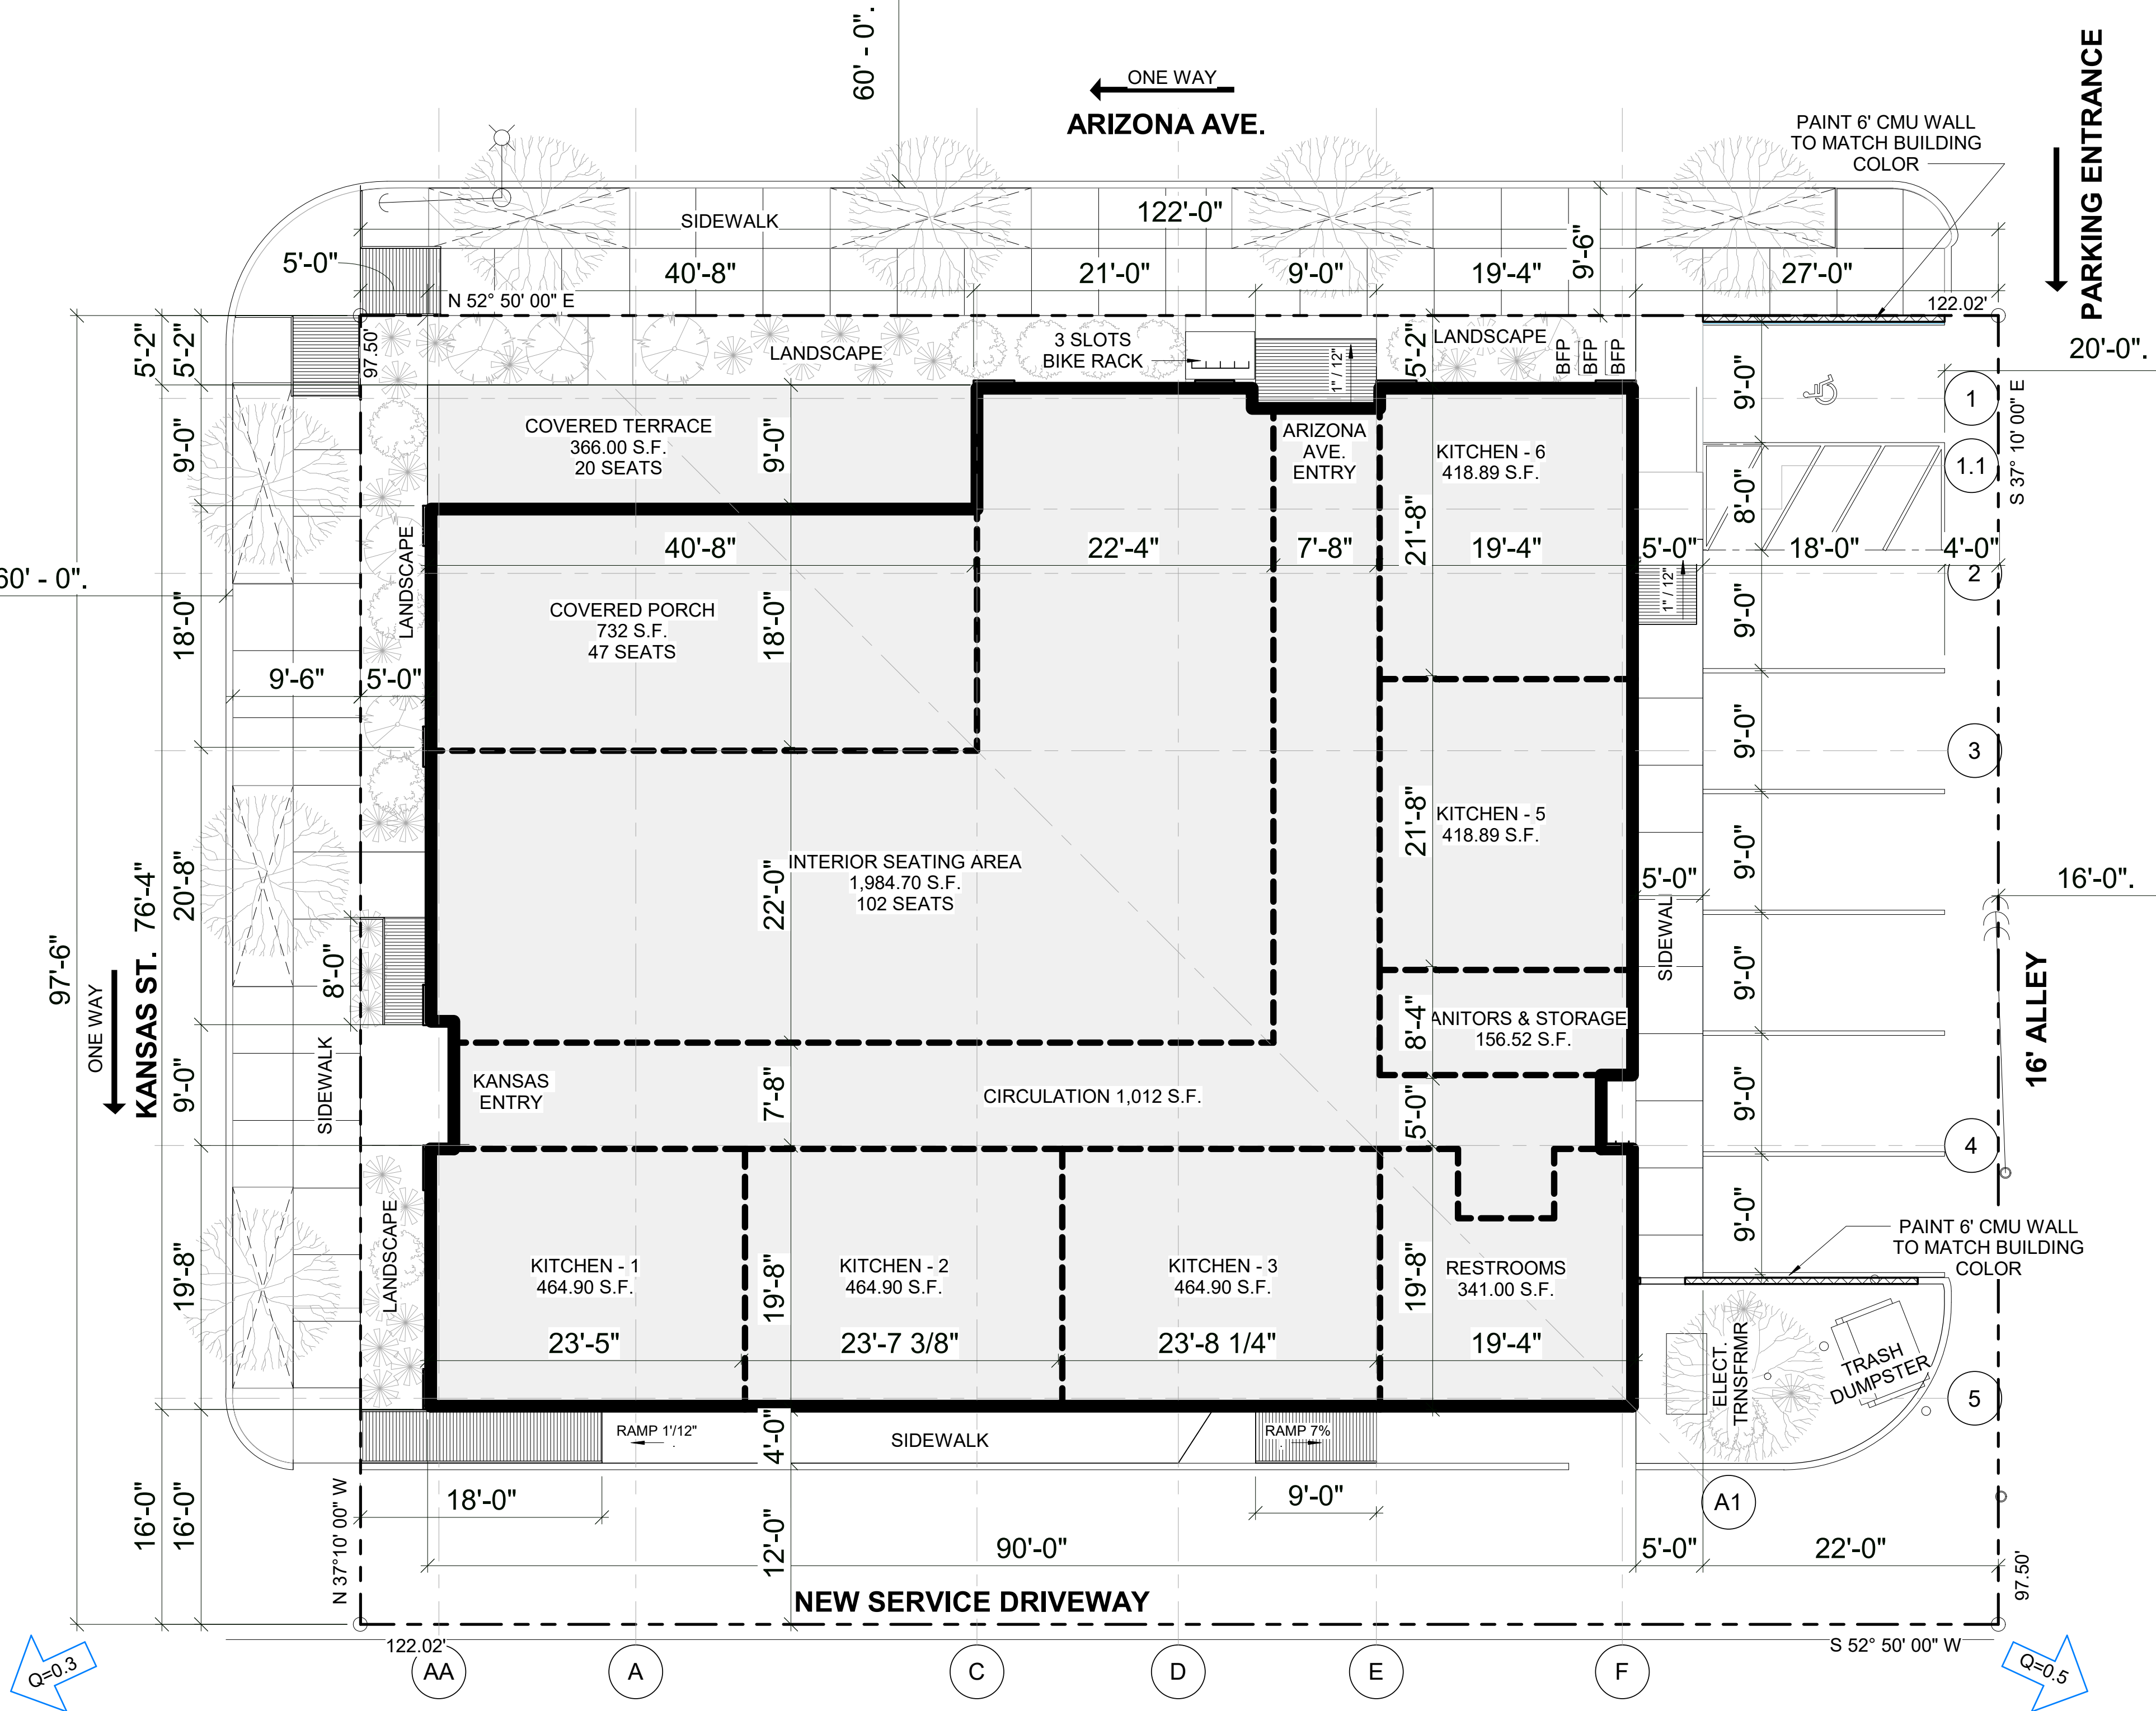 60' - 0".
ONE WAY
ARIZONA AVE.
PAINT 6' CMU WALL
TO MATCH BUILDING
COLOR
PARKING ENTRANCE
SIDEWALK
122'-0"
9'-6"
5'-0"
40'-8"
21'-0"
9'-0"
19'-4"
27'-0"
N 52° 50' 00" E
122.02'
97.50'
5'-2"
5'-2"
LANDSCAPE
3 SLOTS
BIKE RACK
1" / 12"
5'-2"
LANDSCAPE
BFP
BFP
BFP
20'-0".
S 37° 10' 00" E
1
1.1
9'-0"
9'-0"
COVERED TERRACE
366.00 S.F.
20 SEATS
9'-0"
ARIZONA
AVE.
ENTRY
KITCHEN - 6
418.89 S.F.
21'-8"
8'-0"
LANDSCAPE
40'-8"
22'-4"
7'-8"
19'-4"
5'-0"
18'-0"
4'-0"
2
1" / 12"
60' - 0".
18'-0"
COVERED PORCH
732 S.F.
47 SEATS
18'-0"
9'-0"
9'-6"
5'-0"
9'-0"
3
97'-6"
76'-4"
20'-8"
22'-0"
INTERIOR SEATING AREA
1,984.70 S.F.
102 SEATS
21'-8"
KITCHEN - 5
418.89 S.F.
9'-0"
5'-0"
16'-0".
SIDEWAL
9'-0"
ONE WAY
KANSAS ST.
8'-0"
8'-4"
ANITORS & STORAGE
156.52 S.F.
16' ALLEY
SIDEWALK
9'-0"
KANSAS
ENTRY
7'-8"
CIRCULATION 1,012 S.F.
5'-0"
9'-0"
4
LANDSCAPE
19'-8"
KITCHEN - 1
464.90 S.F.
19'-8"
KITCHEN - 2
464.90 S.F.
KITCHEN - 3
464.90 S.F.
19'-8"
RESTROOMS
341.00 S.F.
9'-0"
PAINT 6' CMU WALL
TO MATCH BUILDING
COLOR
23'-5"
23'-7 3/8"
23'-8 1/4"
19'-4"
ELECT.
TRNSFRMR
TRASH
DUMPSTER
5
RAMP 1'/12"
4'-0"
SIDEWALK
RAMP 7%
16'-0"
16'-0"
N 37°10' 00" W
18'-0"
9'-0"
A1
12'-0"
90'-0"
5'-0"
22'-0"
97.50'
NEW SERVICE DRIVEWAY
122.02'
S 52° 50' 00" W
Q=0.3
AA
A
C
D
E
F
Q=0.5